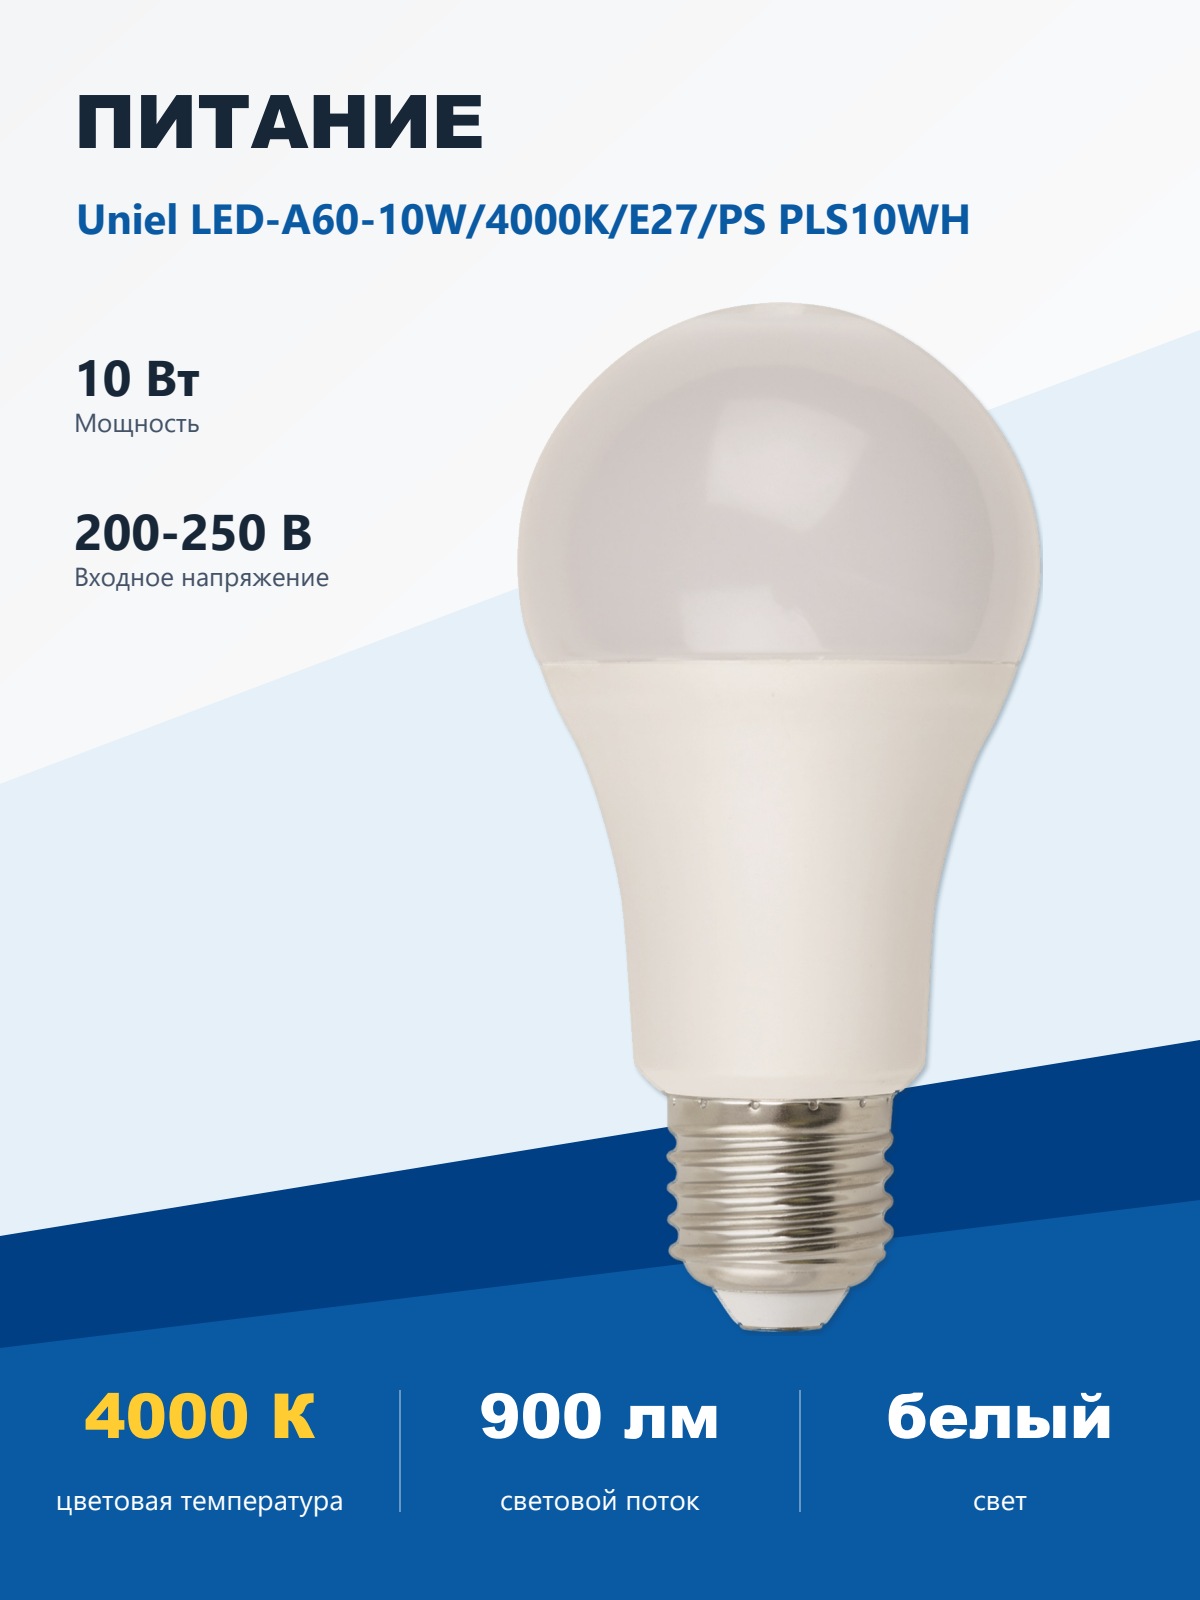 ПИТАНИЕ
Uniel LED-A60-10W/4000K/E27/PS PLS10WH
10 Вт
Мощность
200-250 В
Входное напряжение
4000 К
цветовая температура
900 лм
световой поток
белый
свет